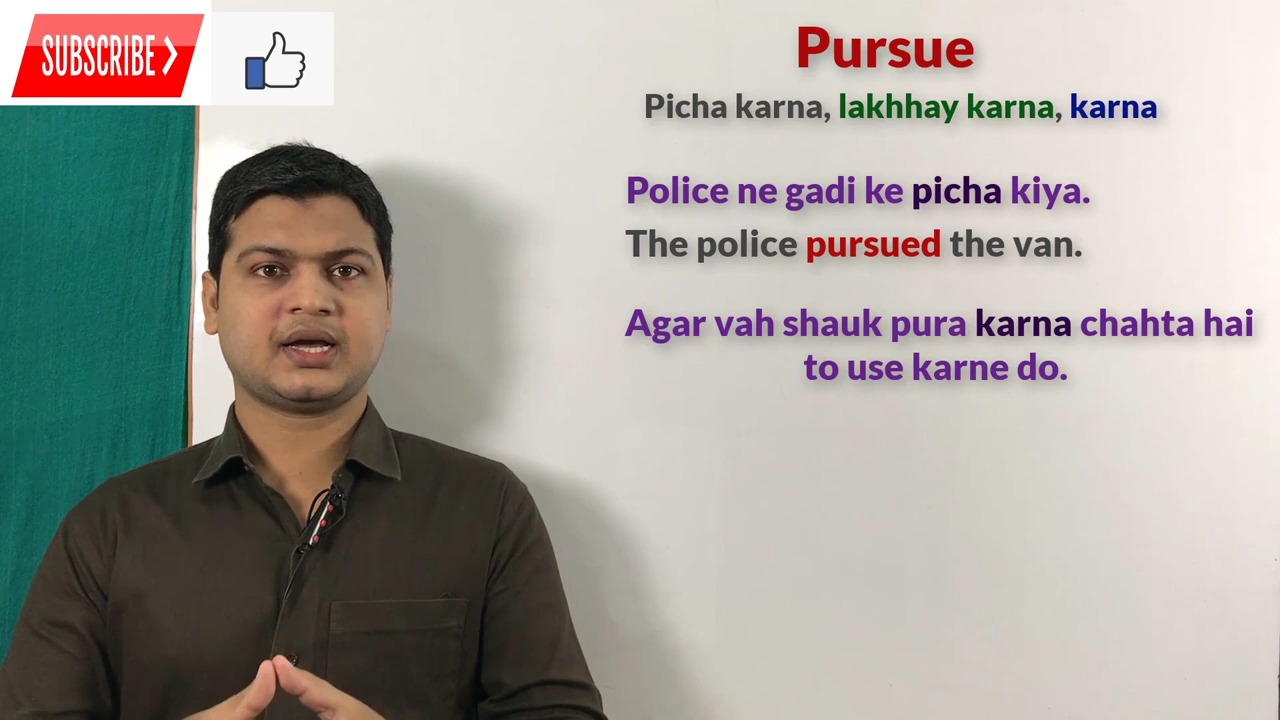 SUBSCRIBE
Pursue
Picha karna, lakhhay karna, karna
Police ne gadi ke picha kiya.
The police pursued the van.
Agar vah shauk pura karna chahta hai
to use karne do.